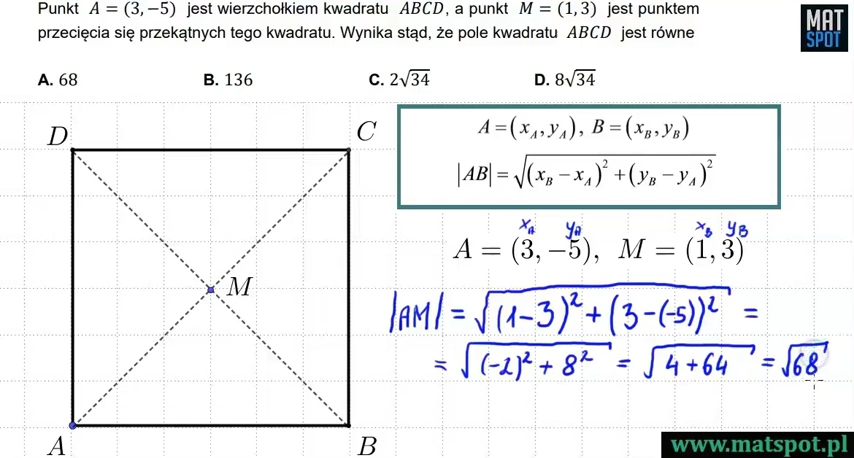 Punkt A = (3, −5) jest wierzchołkiem kwadratu ABCD, a punkt M = (1, 3) jest punktem
przecięcia się przekątnych tego kwadratu. Wynika stąd, że pole kwadratu ABCD jest równe
MAT
SPOT
A. 68 B. 136 C. 2√34 D. 8√34
D C
A = (x_A, y_A), B = (x_B, y_B)
|AB| = √((x_B − x_A)² + (y_B − y_A)²)
x_A y_A x_B y_B
A = (3, −5), M = (1, 3)
M
|AM| = √((1−3)² + (3−(−5))²) =
= √((−2)² + 8²) = √(4+64) = √68
A B
www.matspot.pl